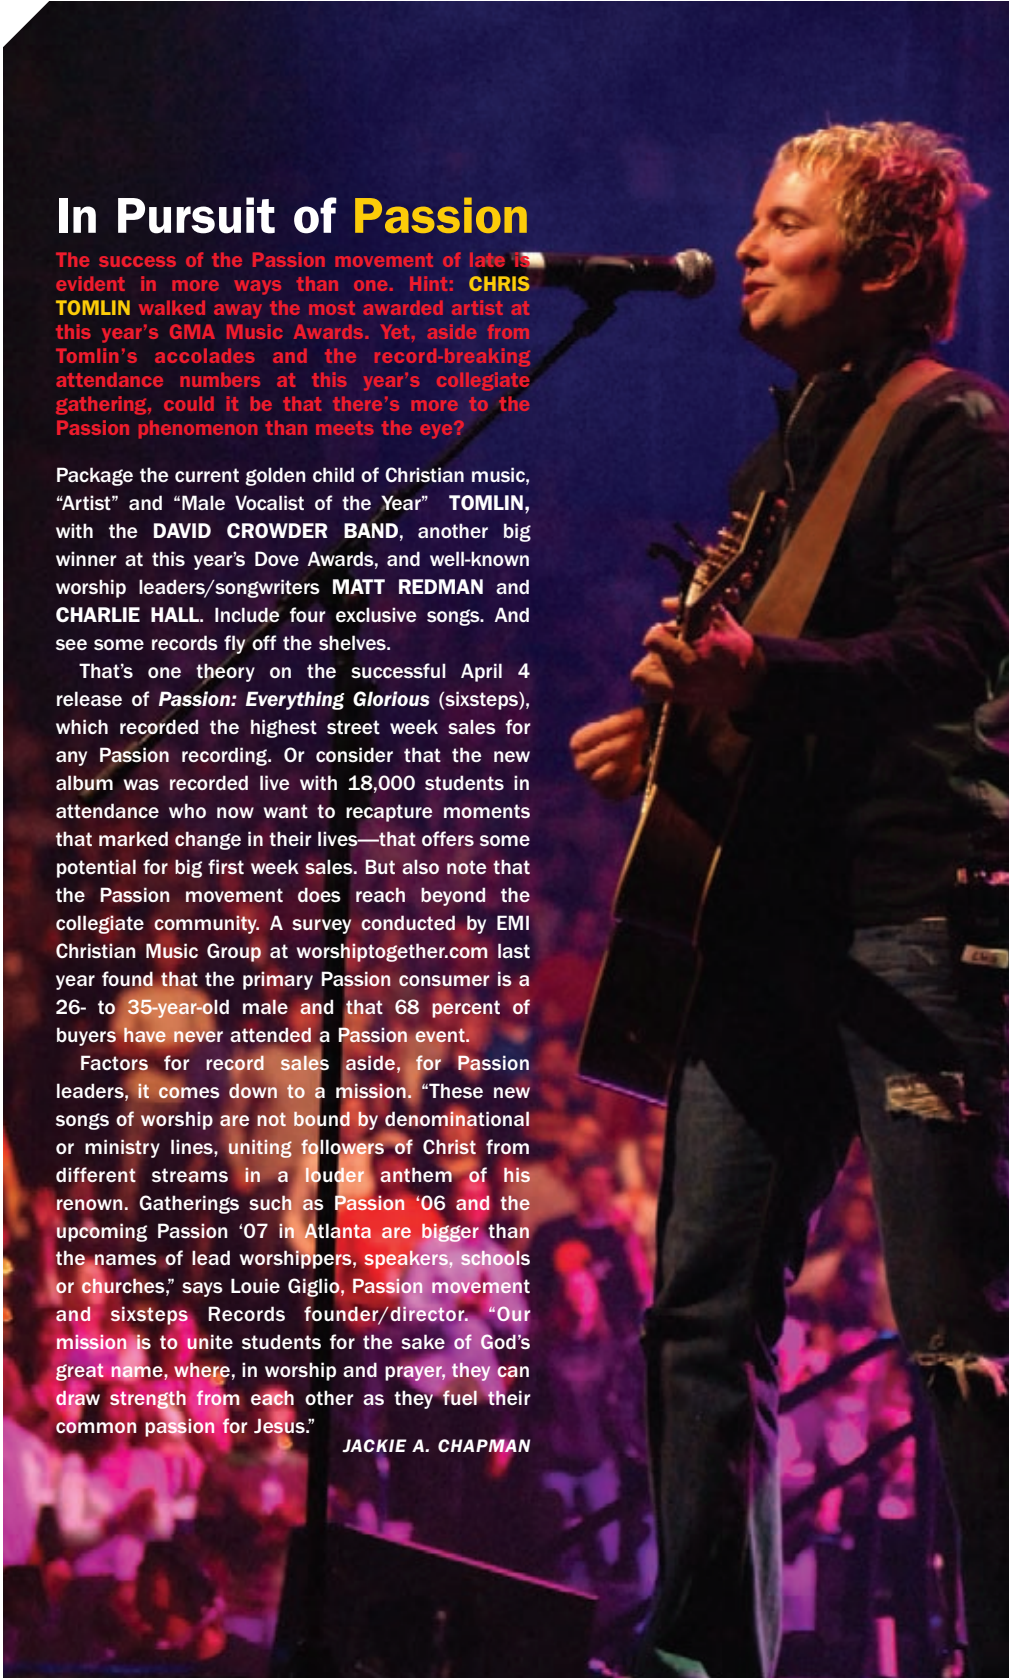 In Pursuit of Passion
The success of the Passion movement of late is
evident in more ways than one. Hint: CHRIS
TOMLIN walked away the most awarded artist at
this year's GMA Music Awards. Yet, aside from
Tomlin's accolades and the record-breaking
attendance numbers at this year's collegiate
gathering, could it be that there's more to the
Passion phenomenon than meets the eye?
Package the current golden child of Christian music,
“Artist” and “Male Vocalist of the Year” TOMLIN,
with the DAVID CROWDER BAND, another big
winner at this year's Dove Awards, and well-known
worship leaders/songwriters MATT REDMAN and
CHARLIE HALL. Include four exclusive songs. And
see some records fly off the shelves.
That's one theory on the successful April 4
release of Passion: Everything Glorious (sixsteps),
which recorded the highest street week sales for
any Passion recording. Or consider that the new
album was recorded live with 18,000 students in
attendance who now want to recapture moments
that marked change in their lives—that offers some
potential for big first week sales. But also note that
the Passion movement does reach beyond the
collegiate community. A survey conducted by EMI
Christian Music Group at worshiptogether.com last
year found that the primary Passion consumer is a
26- to 35-year-old male and that 68 percent of
buyers have never attended a Passion event.
Factors for record sales aside, for Passion
leaders, it comes down to a mission. “These new
songs of worship are not bound by denominational
or ministry lines, uniting followers of Christ from
different streams in a louder anthem of his
renown. Gatherings such as Passion ‘06 and the
upcoming Passion ‘07 in Atlanta are bigger than
the names of lead worshippers, speakers, schools
or churches,” says Louie Giglio, Passion movement
and sixsteps Records founder/director. “Our
mission is to unite students for the sake of God's
great name, where, in worship and prayer, they can
draw strength from each other as they fuel their
common passion for Jesus.”
JACKIE A. CHAPMAN